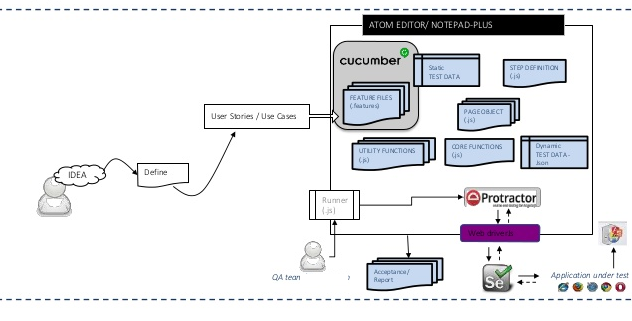 ATOM EDITOR/ NOTEPAD-PLUS
cucumber
Static
TEST DATA
STEP DEFINITION
(.js)
FEATURE FILES
(.features)
PAGEOBJECT
(.js)
User Stories / Use Cases
UTILITY FUNCTIONS
(.js)
CORE FUNCTIONS
(.js)
Dynamic
TEST DATA-
Json
IDEA
Define
Runner
(.js)
Protractor
Web driverJs
QA tean
Acceptance/
Report
Se
Application under test